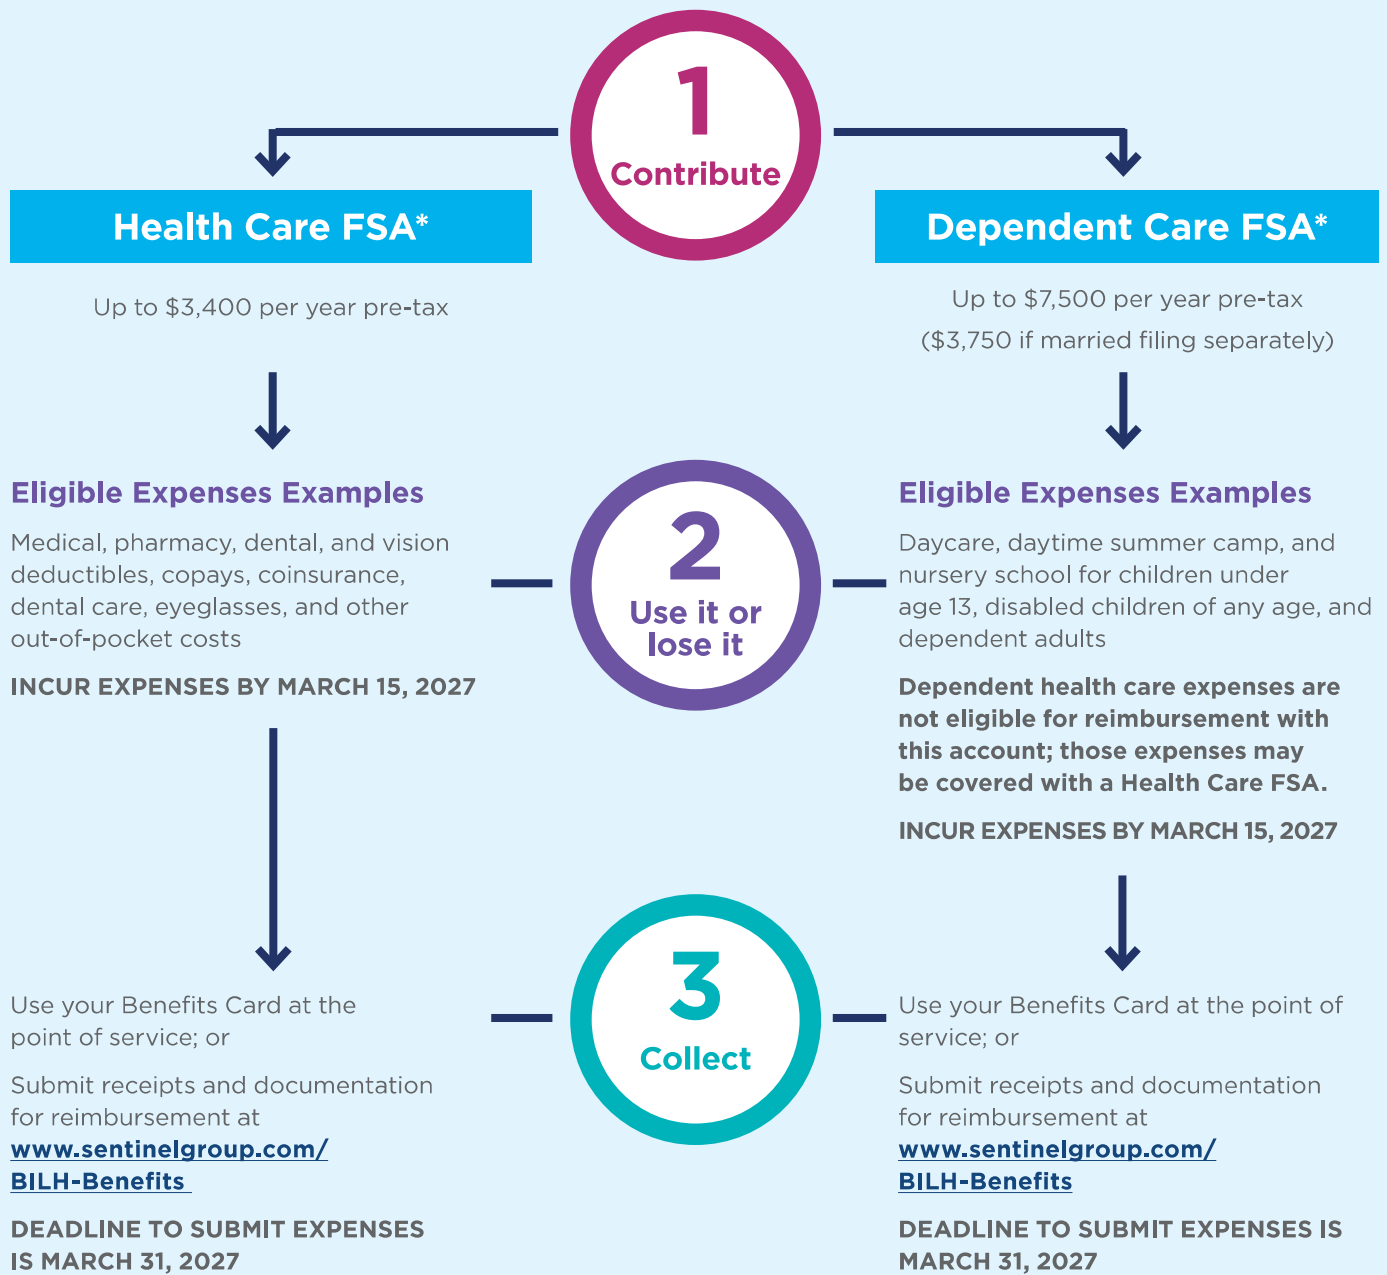 1
Contribute
Health Care FSA*
Up to $3,400 per year pre-tax
Dependent Care FSA*
Up to $7,500 per year pre-tax
($3,750 if married filing separately)
2
Use it or
lose it
Eligible Expenses Examples
Medical, pharmacy, dental, and vision
deductibles, copays, coinsurance,
dental care, eyeglasses, and other
out-of-pocket costs
INCUR EXPENSES BY MARCH 15, 2027
Eligible Expenses Examples
Daycare, daytime summer camp, and
nursery school for children under
age 13, disabled children of any age, and
dependent adults
Dependent health care expenses are
not eligible for reimbursement with
this account; those expenses may
be covered with a Health Care FSA.
INCUR EXPENSES BY MARCH 15, 2027
3
Collect
Use your Benefits Card at the
point of service; or
Submit receipts and documentation
for reimbursement at
www.sentinelgroup.com/
BILH-Benefits
DEADLINE TO SUBMIT EXPENSES
IS MARCH 31, 2027
Use your Benefits Card at the point of
service; or
Submit receipts and documentation
for reimbursement at
www.sentinelgroup.com/
BILH-Benefits
DEADLINE TO SUBMIT EXPENSES IS
MARCH 31, 2027